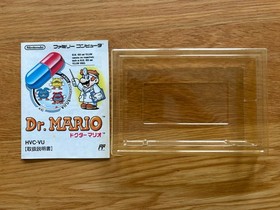 Nintendo ファミリーコンピュータ
DR. MARIO
ドクターマリオ
HVC-VU
[取扱説明書]